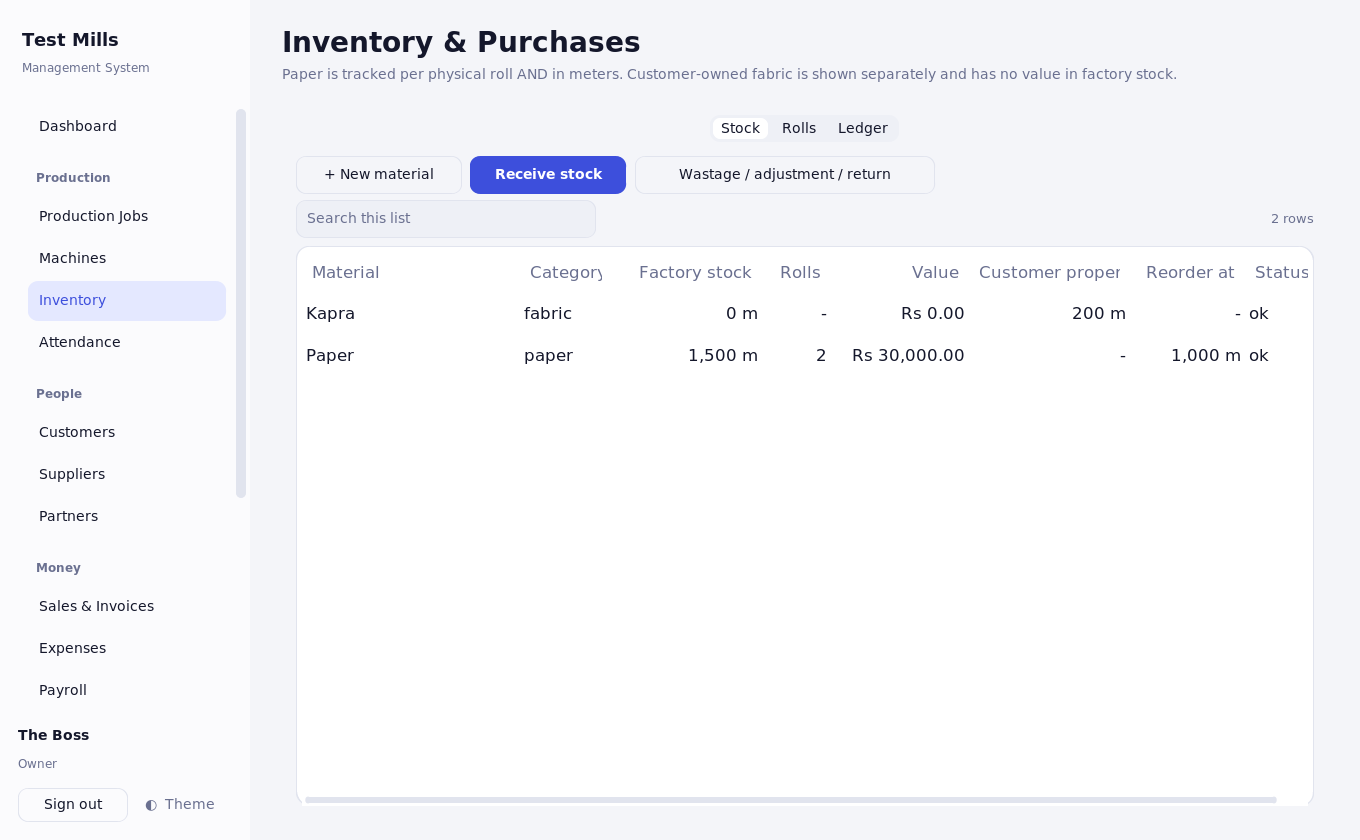 Test Mills
Management System
Dashboard
Production
Production Jobs
Machines
Inventory
Attendance
People
Customers
Suppliers
Partners
Money
Sales & Invoices
Expenses
Payroll
The Boss
Owner
Sign out
Theme
Inventory & Purchases
Paper is tracked per physical roll AND in meters. Customer-owned fabric is shown separately and has no value in factory stock.
Stock Rolls Ledger
+ New material Receive stock Wastage / adjustment / return
Search this list 2 rows
Material Category Factory stock Rolls Value Customer proper Reorder at Status
Kapra fabric 0 m - Rs 0.00 200 m - ok
Paper paper 1,500 m 2 Rs 30,000.00 - 1,000 m ok